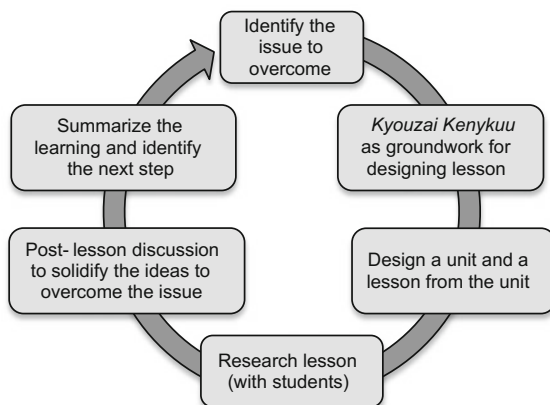 Identify the
issue to
overcome
Kyouzai Kenykuu
as groundwork for
designing lesson
Design a unit and a
lesson from the unit
Research lesson
(with students)
Post- lesson discussion
to solidify the ideas to
overcome the issue
Summarize the
learning and identify
the next step